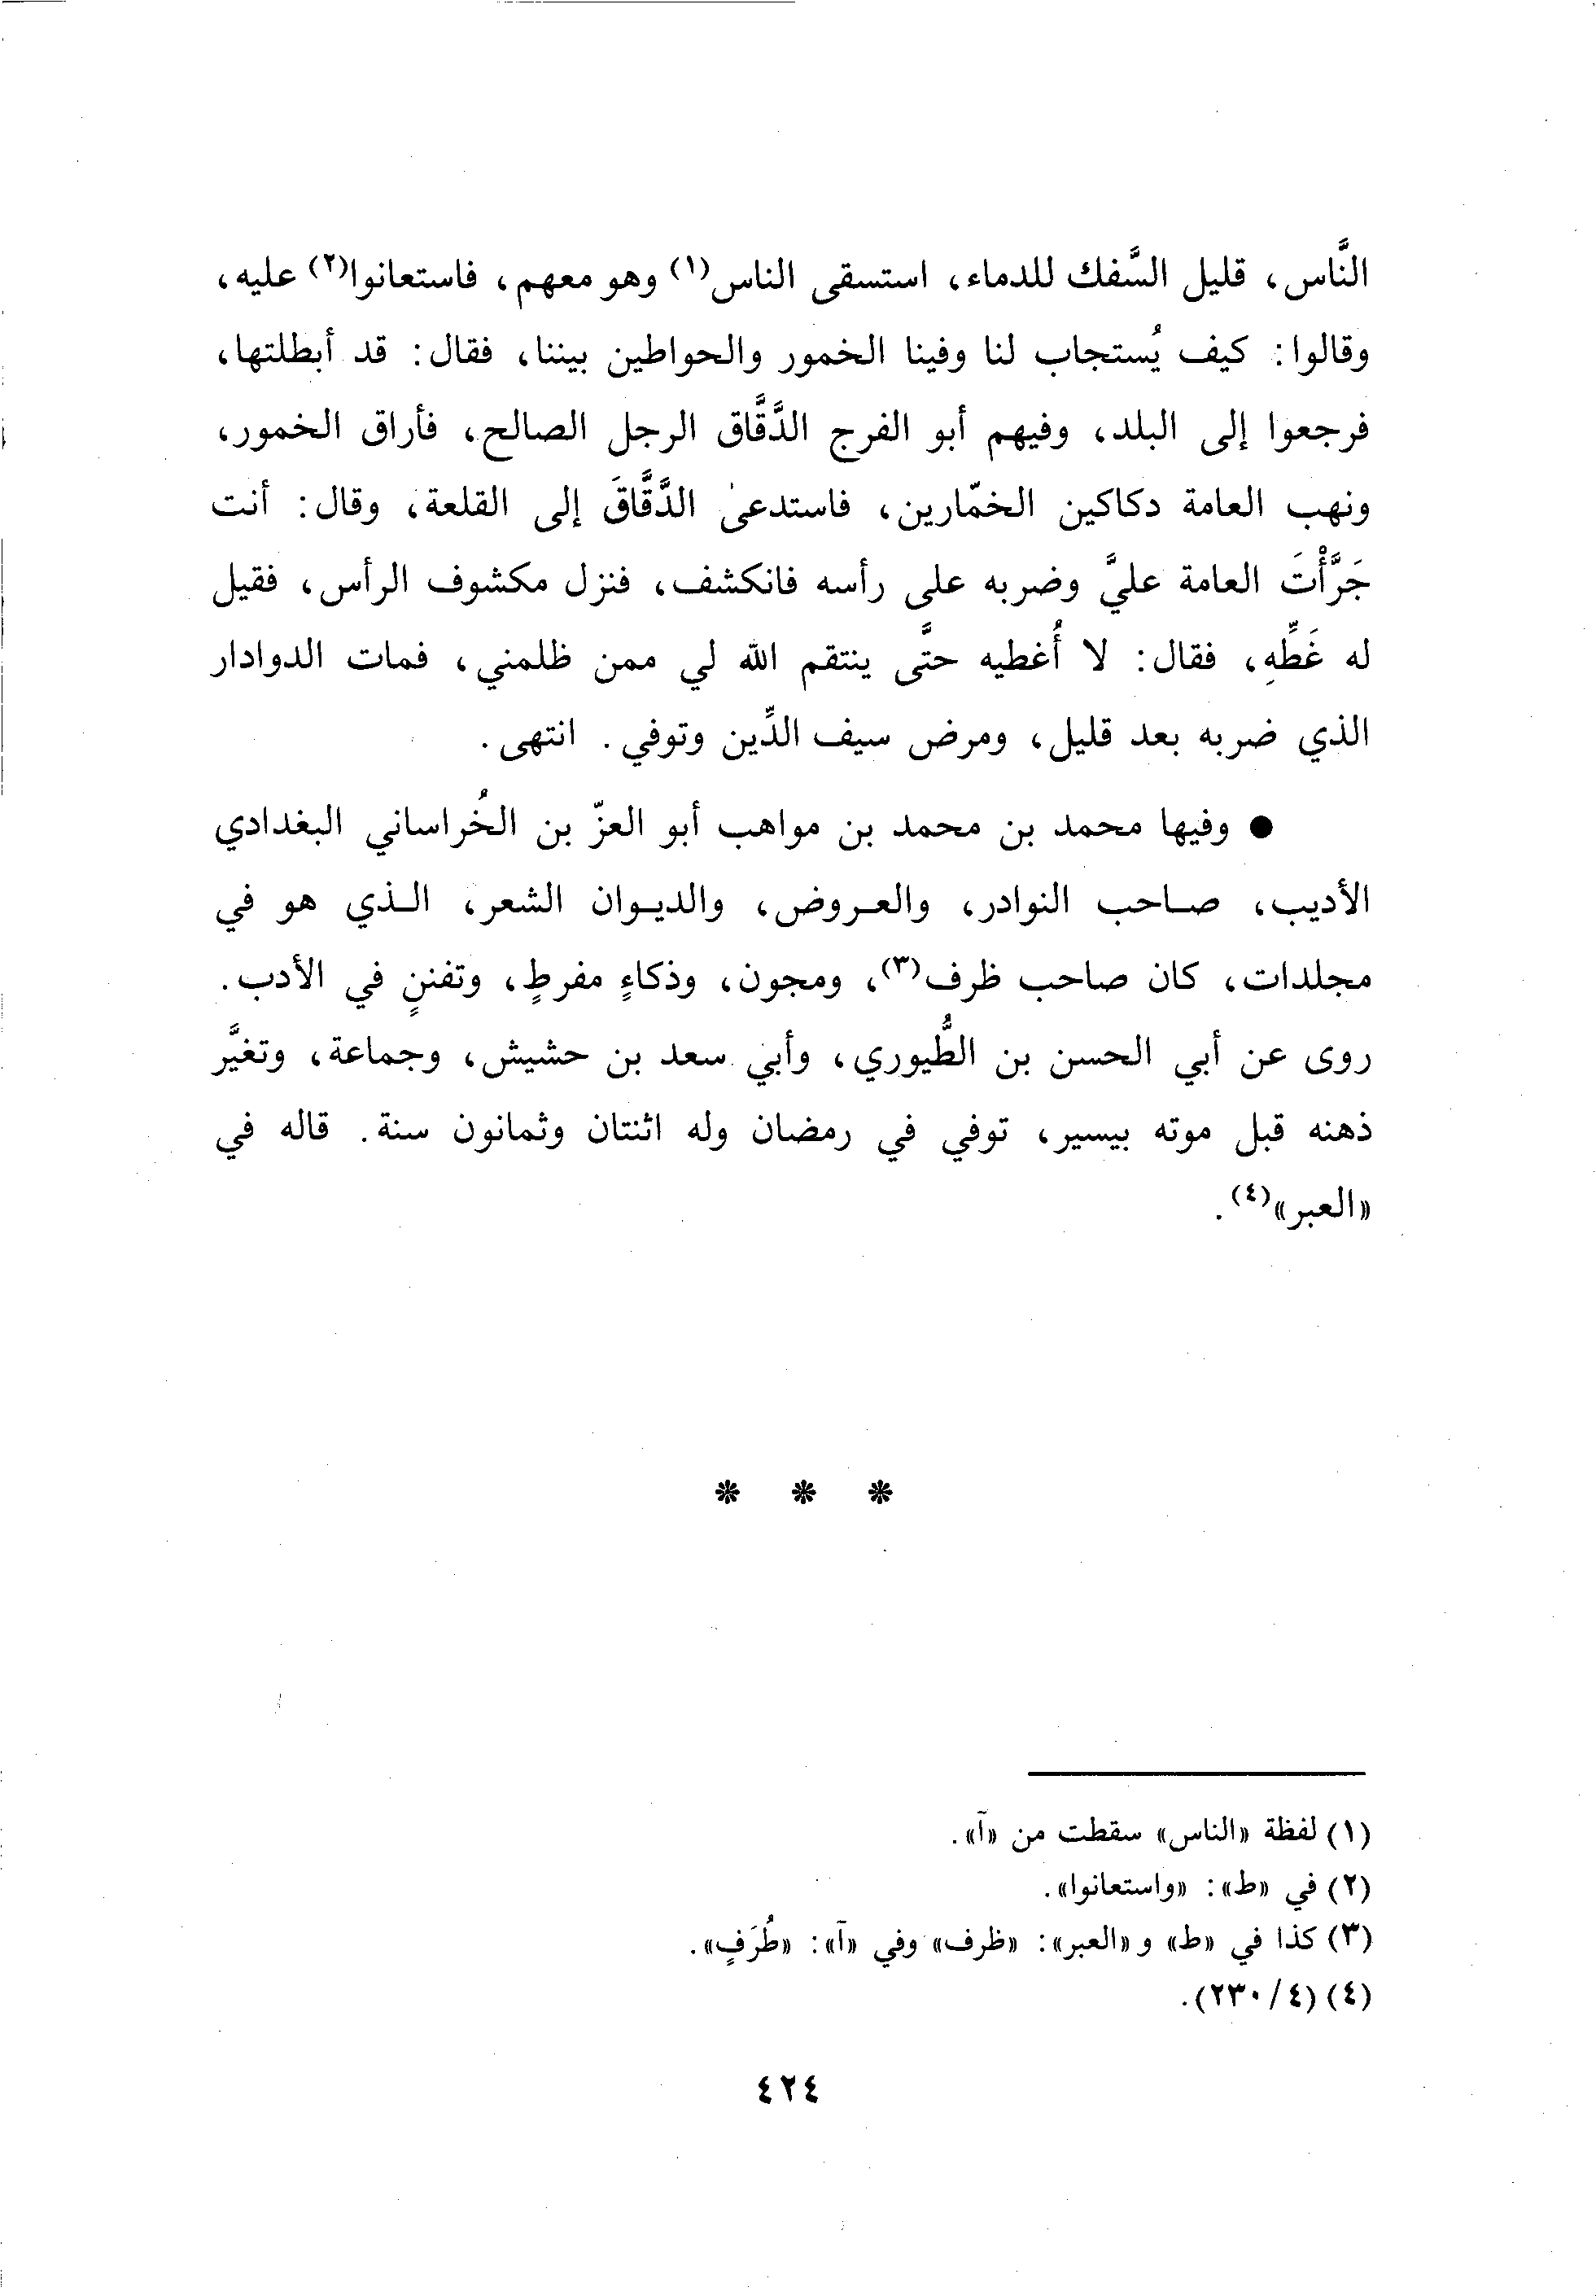 النَّاس، قليل السَّفك للدماء، استسقى الناس(١) وهو معهم، فاستعانوا(٢) عليه،
وقالوا: كيف يُستجاب لنا وفينا الخمور والحواطين بيننا، فقال: قد أبطلتها،
فرجعوا إلى البلد، وفيهم أبو الفرج الدَّقَّاق الرجل الصالح، فأراق الخمور،
ونهب العامة دكاكين الخمّارين، فاستدعىٰ الدَّقَّاقَ إلى القلعة، وقال: أنت
جَرَّأْتَ العامة عليَّ وضربه على رأسه فانكشف، فنزل مكشوف الرأس، فقيل
له غَطِّهِ، فقال: لا أُغطيه حتَّى ينتقم الله لي ممن ظلمني، فمات الدوادار
الذي ضربه بعد قليل، ومرض سيف الدِّين وتوفي. انتهى.
● وفيها محمد بن محمد بن مواهب أبو العزّ بن الخُراساني البغدادي
الأديب، صاحب النوادر، والعروض، والديوان الشعر، الذي هو في
مجلدات، كان صاحب ظرف(٣)، ومجون، وذكاءٍ مفرطٍ، وتفننٍ في الأدب.
روى عن أبي الحسن بن الطُّيوري، وأبي سعد بن حشيش، وجماعة، وتغيَّر
ذهنه قبل موته بيسير، توفي في رمضان وله اثنتان وثمانون سنة. قاله في
«العبر»(٤).
* * *
(١) لفظة «الناس» سقطت من «آ».
(٢) في «ط»: «واستعانوا».
(٣) كذا في «ط» و«العبر»: «ظرف» وفي «آ»: «طُرَفٍ».
(٤) (٢٣٠/٤).
٤٢٤